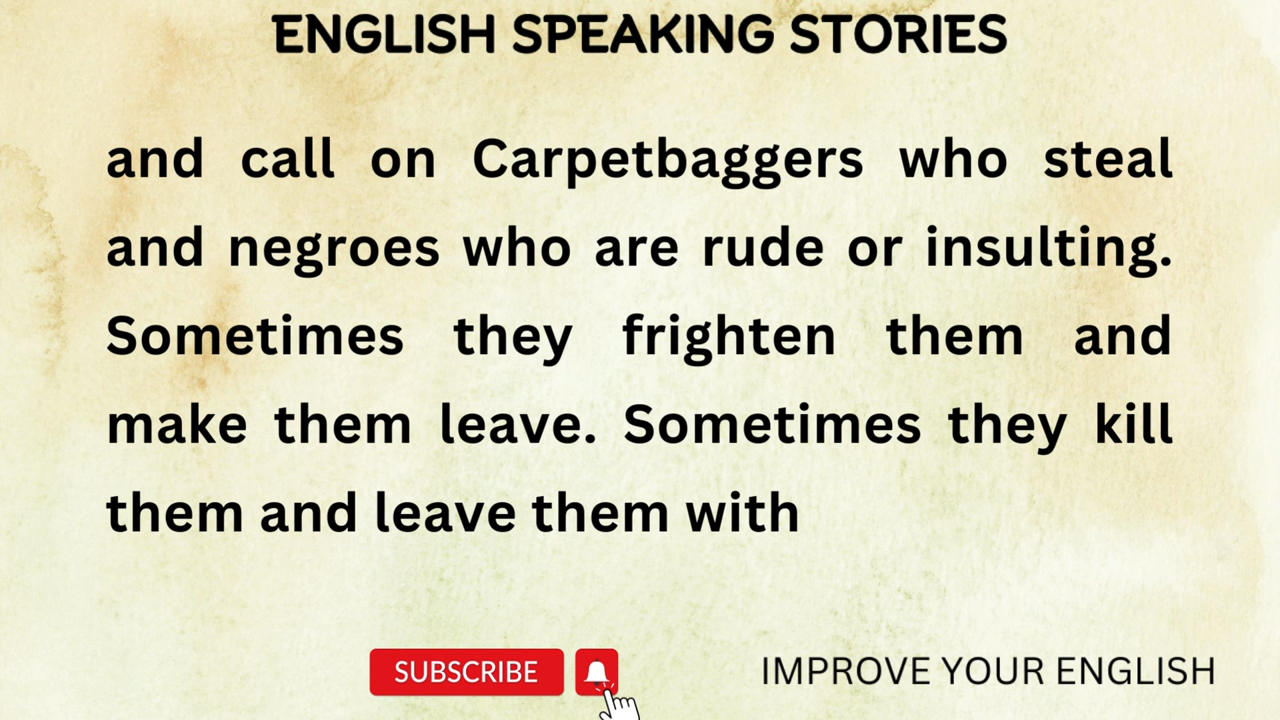 ENGLISH SPEAKING STORIES
and call on Carpetbaggers who steal
and negroes who are rude or insulting.
Sometimes they frighten them and
make them leave. Sometimes they kill
them and leave them with
SUBSCRIBE
IMPROVE YOUR ENGLISH